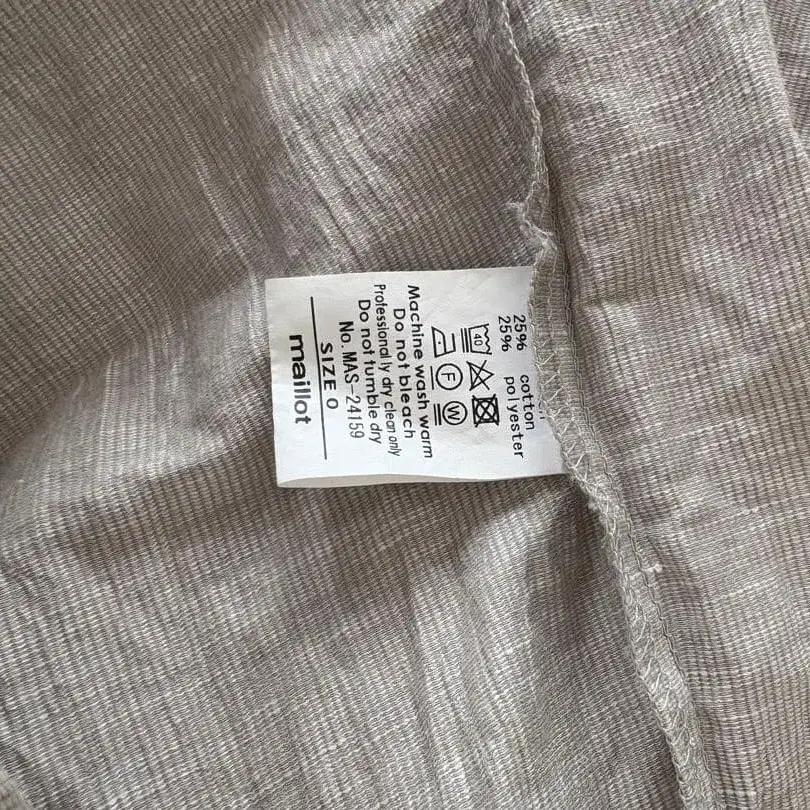 25% cotton
25% polyester
40
F W
Machine wash warm
Do not bleach
Professionally dry clean only
Do not tumble dry
No. MAS-24159
SIZE 0
maillot